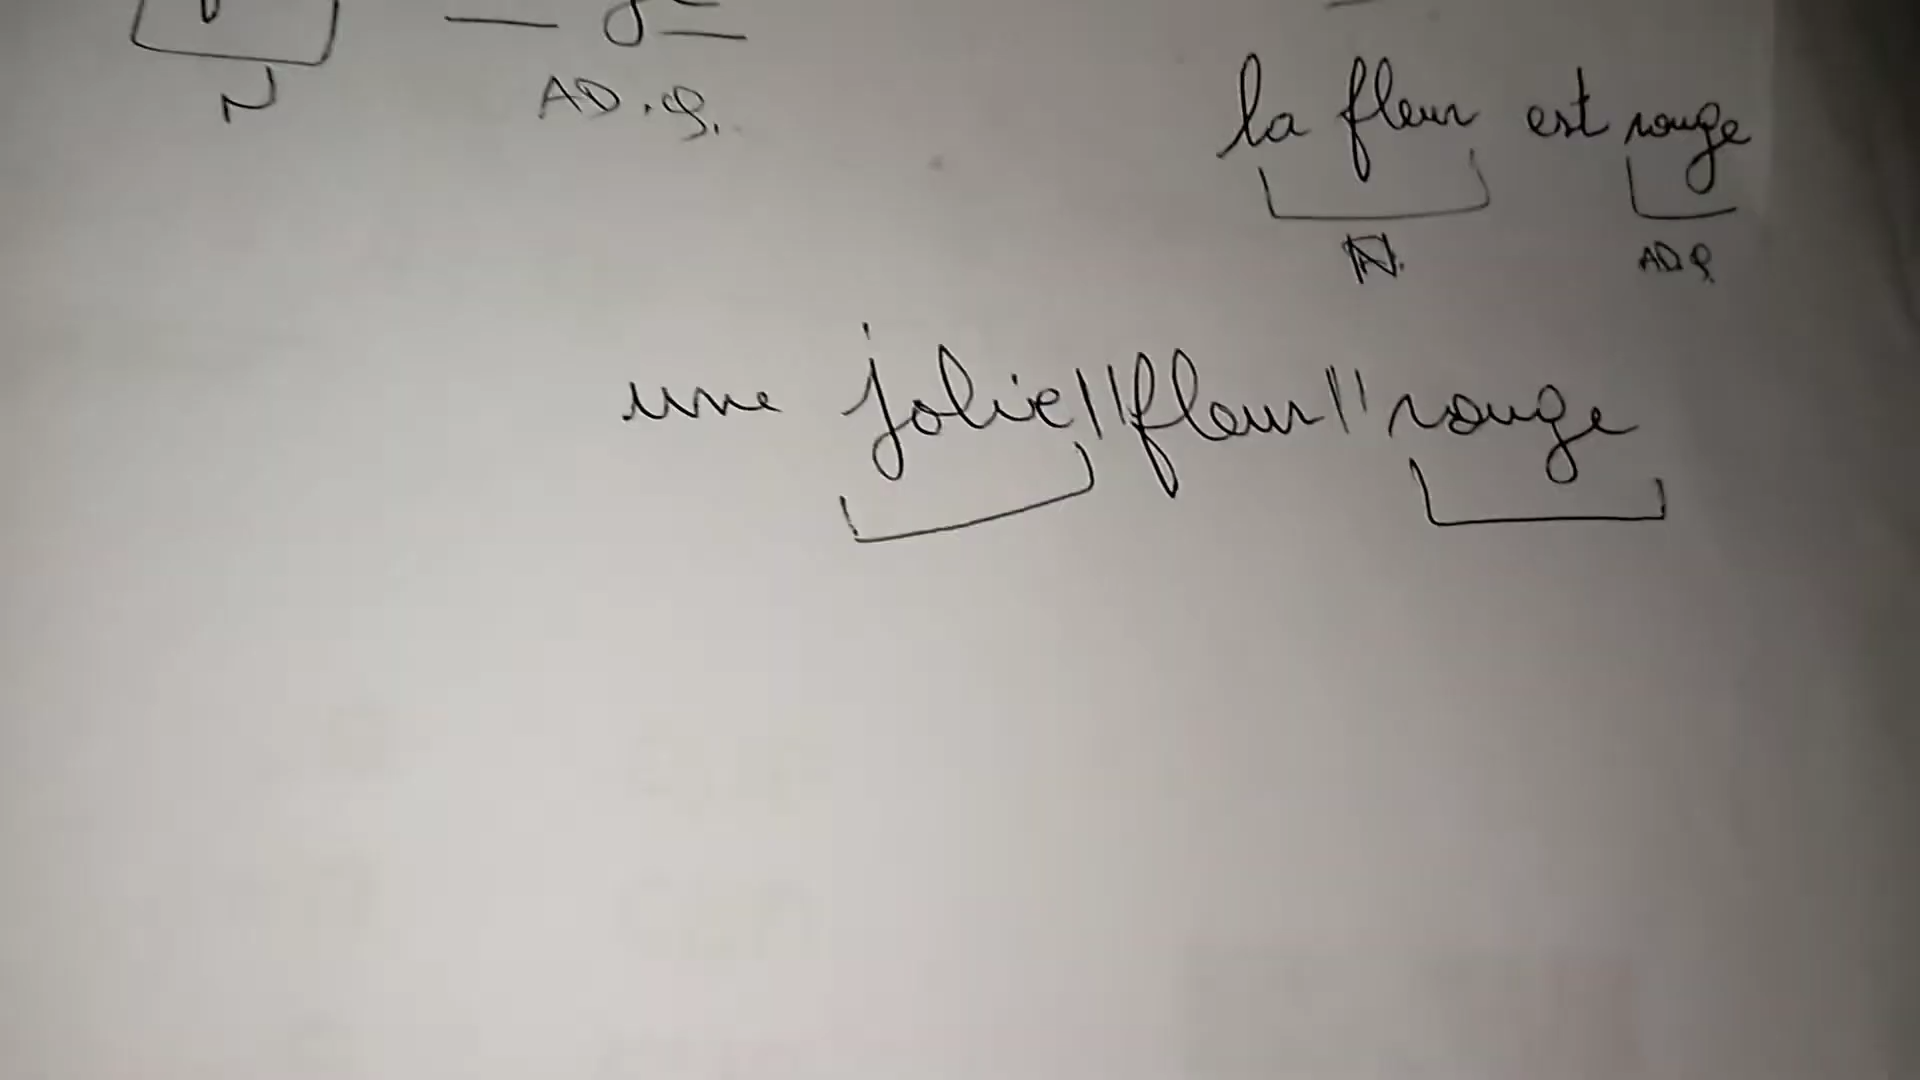 N AD.Q.
la fleur est rouge
N. AD.Q
une jolie || fleur || rouge